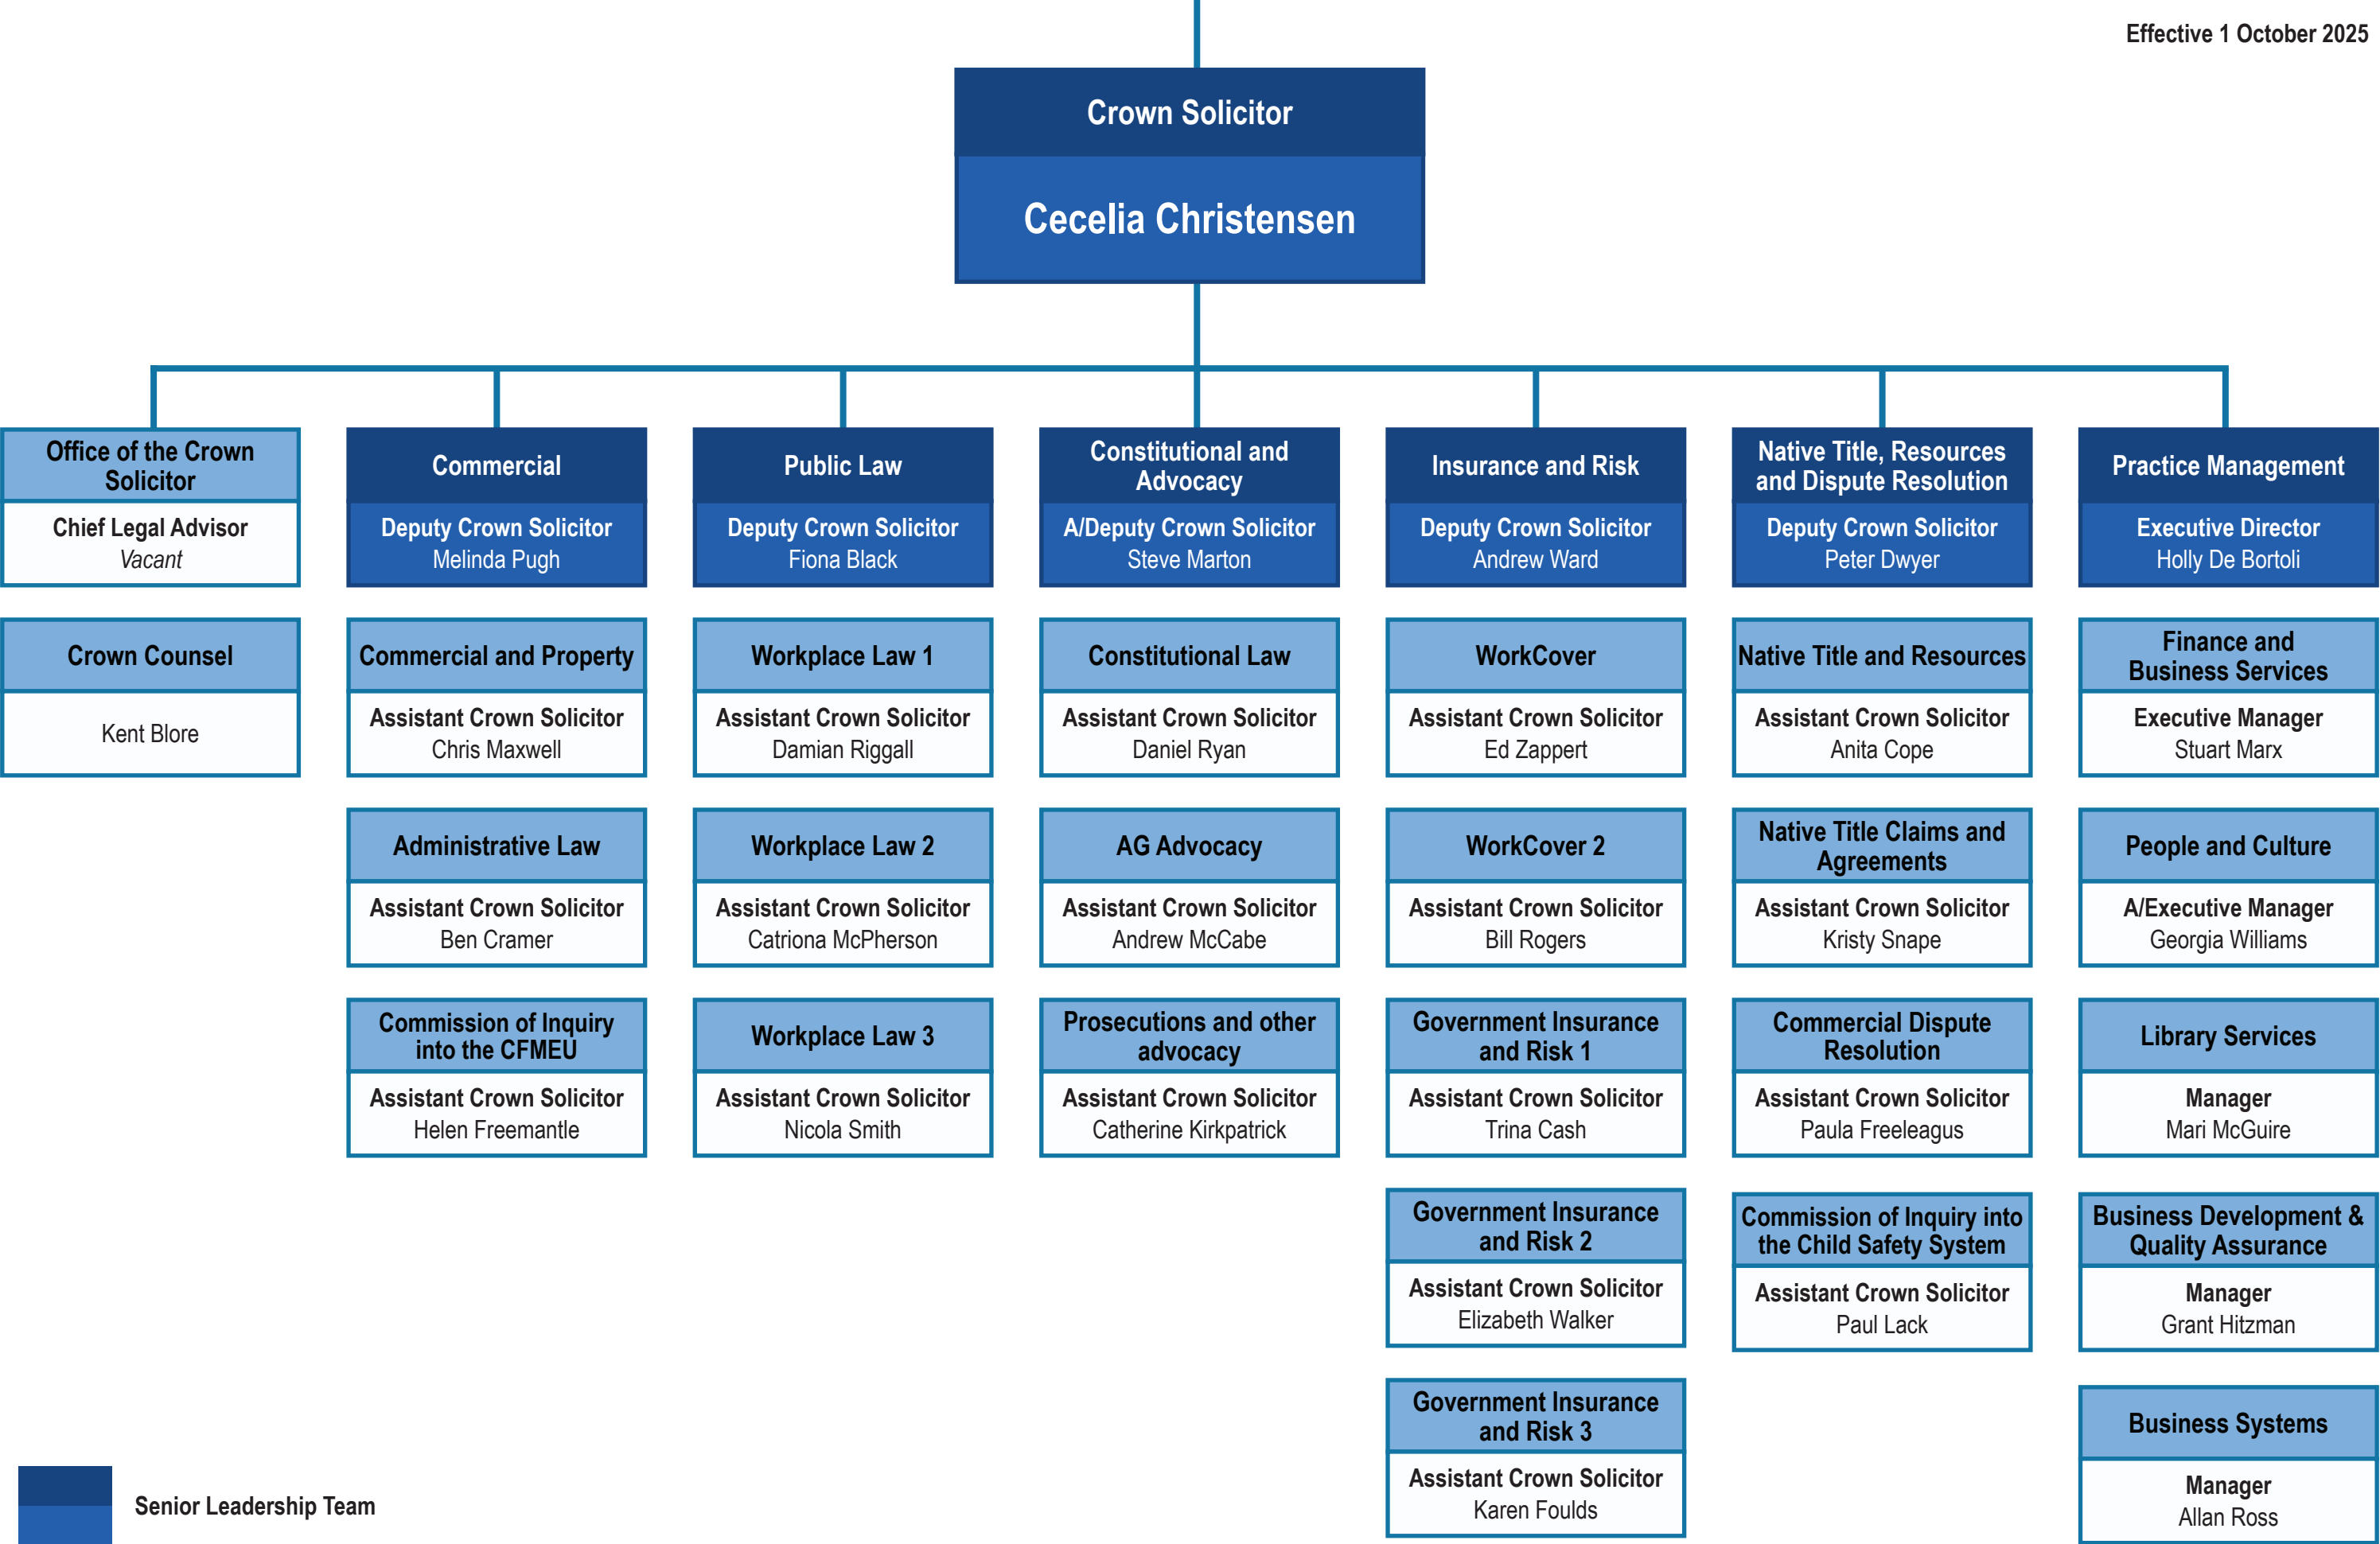 Effective 1 October 2025
Crown Solicitor
Cecelia Christensen
Office of the Crown
Solicitor
Chief Legal Advisor
Vacant
Crown Counsel
Kent Blore
Commercial
Deputy Crown Solicitor
Melinda Pugh
Commercial and Property
Assistant Crown Solicitor
Chris Maxwell
Administrative Law
Assistant Crown Solicitor
Ben Cramer
Commission of Inquiry
into the CFMEU
Assistant Crown Solicitor
Helen Freemantle
Public Law
Deputy Crown Solicitor
Fiona Black
Workplace Law 1
Assistant Crown Solicitor
Damian Riggall
Workplace Law 2
Assistant Crown Solicitor
Catriona McPherson
Workplace Law 3
Assistant Crown Solicitor
Nicola Smith
Constitutional and
Advocacy
A/Deputy Crown Solicitor
Steve Marton
Constitutional Law
Assistant Crown Solicitor
Daniel Ryan
AG Advocacy
Assistant Crown Solicitor
Andrew McCabe
Prosecutions and other
advocacy
Assistant Crown Solicitor
Catherine Kirkpatrick
Insurance and Risk
Deputy Crown Solicitor
Andrew Ward
WorkCover
Assistant Crown Solicitor
Ed Zappert
WorkCover 2
Assistant Crown Solicitor
Bill Rogers
Government Insurance
and Risk 1
Assistant Crown Solicitor
Trina Cash
Government Insurance
and Risk 2
Assistant Crown Solicitor
Elizabeth Walker
Government Insurance
and Risk 3
Assistant Crown Solicitor
Karen Foulds
Native Title, Resources
and Dispute Resolution
Deputy Crown Solicitor
Peter Dwyer
Native Title and Resources
Assistant Crown Solicitor
Anita Cope
Native Title Claims and
Agreements
Assistant Crown Solicitor
Kristy Snape
Commercial Dispute
Resolution
Assistant Crown Solicitor
Paula Freeleagus
Commission of Inquiry into
the Child Safety System
Assistant Crown Solicitor
Paul Lack
Practice Management
Executive Director
Holly De Bortoli
Finance and
Business Services
Executive Manager
Stuart Marx
People and Culture
A/Executive Manager
Georgia Williams
Library Services
Manager
Mari McGuire
Business Development &
Quality Assurance
Manager
Grant Hitzman
Business Systems
Manager
Allan Ross
Senior Leadership Team